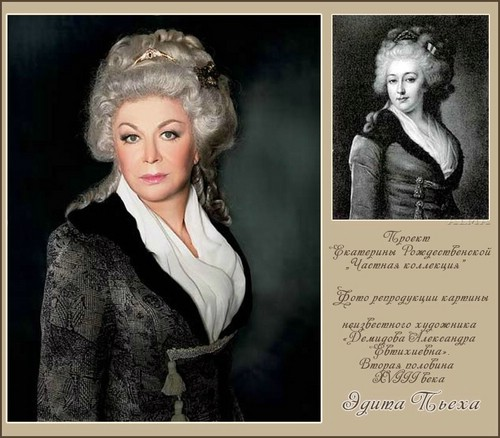 Проект
Екатерины Рождественской
„Частная коллекция"
Фото репродукции картины
неизвестного художника
«Демидова Александра
Евтихиевна».
Вторая половина
XVIII века
Эдита Пьеха